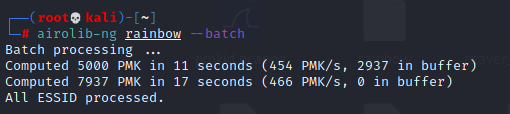 ┌──(root💀kali)-[~]
└─# airolib-ng rainbow --batch
Batch processing ...
Computed 5000 PMK in 11 seconds (454 PMK/s, 2937 in buffer)
Computed 7937 PMK in 17 seconds (466 PMK/s, 0 in buffer)
All ESSID processed.